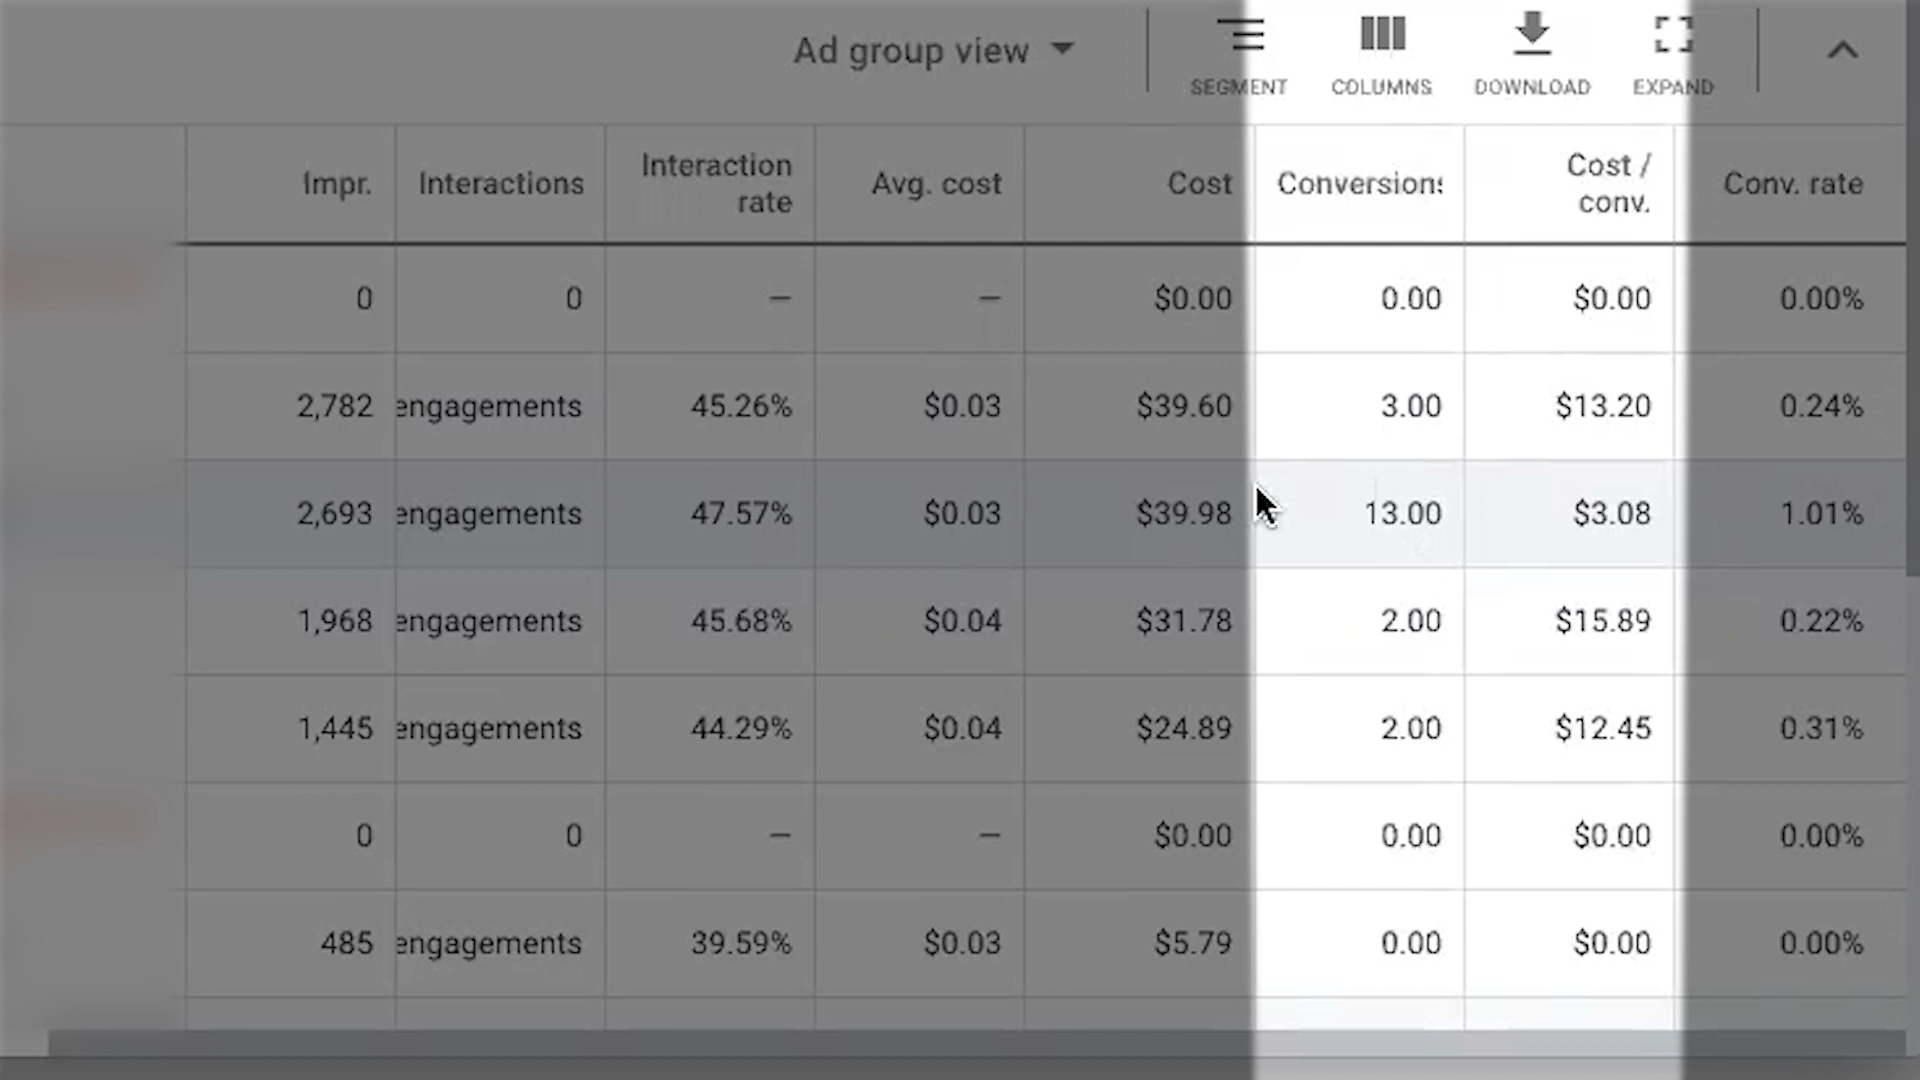 Ad group view
SEGMENT COLUMNS DOWNLOAD EXPAND
Impr. Interactions Interaction rate Avg. cost Cost Conversions Cost / conv. Conv. rate
0 0 — — $0.00 0.00 $0.00 0.00%
2,782 engagements 45.26% $0.03 $39.60 3.00 $13.20 0.24%
2,693 engagements 47.57% $0.03 $39.98 13.00 $3.08 1.01%
1,968 engagements 45.68% $0.04 $31.78 2.00 $15.89 0.22%
1,445 engagements 44.29% $0.04 $24.89 2.00 $12.45 0.31%
0 0 — — $0.00 0.00 $0.00 0.00%
485 engagements 39.59% $0.03 $5.79 0.00 $0.00 0.00%